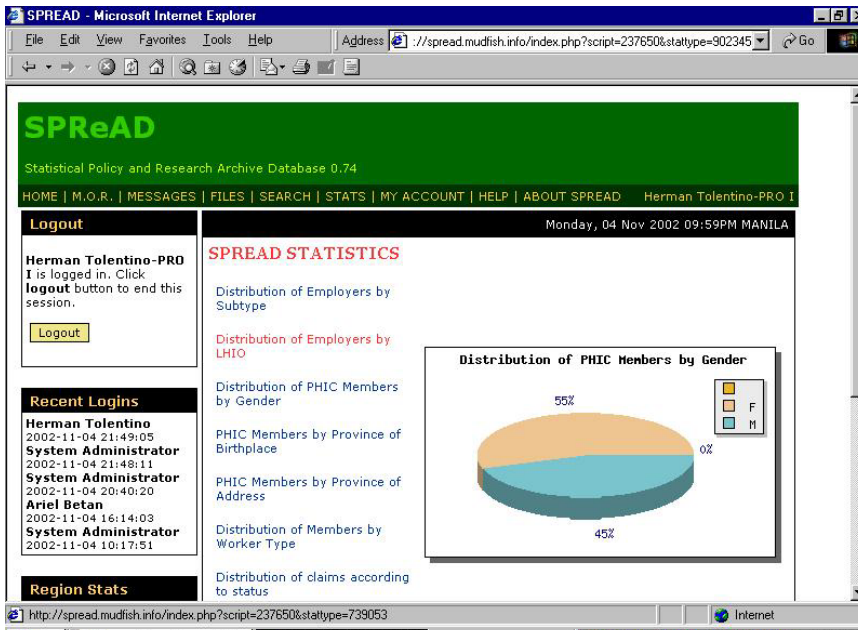 SPREAD - Microsoft Internet Explorer
File Edit View Favorites Tools Help
Address ://spread.mudfish.info/index.php?script=237650&stattype=902345 Go
SPReAD
Statistical Policy and Research Archive Database 0.74
HOME | M.O.R. | MESSAGES | FILES | SEARCH | STATS | MY ACCOUNT | HELP | ABOUT SPREAD Herman Tolentino-PRO I
Logout
Monday, 04 Nov 2002 09:59PM MANILA
Herman Tolentino-PRO
I is logged in. Click
logout button to end this
session.
Logout
Recent Logins
Herman Tolentino
2002-11-04 21:49:05
System Administrator
2002-11-04 21:48:11
System Administrator
2002-11-04 20:40:20
Ariel Betan
2002-11-04 16:14:03
System Administrator
2002-11-04 10:17:51
Region Stats
SPREAD STATISTICS
Distribution of Employers by
Subtype
Distribution of Employers by
LHIO
Distribution of PHIC Members
by Gender
PHIC Members by Province of
Birthplace
PHIC Members by Province of
Address
Distribution of Members by
Worker Type
Distribution of claims according
to status
Distribution of PHIC Members by Gender
55%
F
M
0%
45%
http://spread.mudfish.info/index.php?script=237650&stattype=739053
Internet